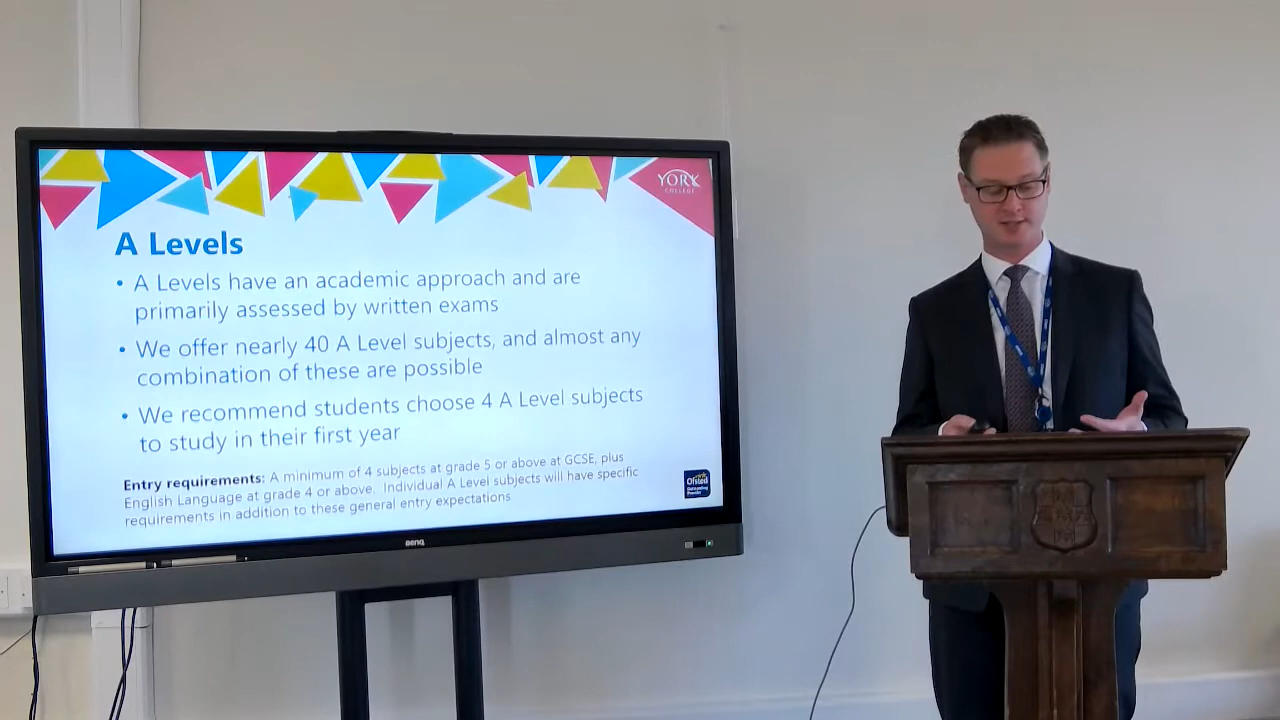 YORK
COLLEGE
A Levels
• A Levels have an academic approach and are
primarily assessed by written exams
• We offer nearly 40 A Level subjects, and almost any
combination of these are possible
• We recommend students choose 4 A Level subjects
to study in their first year
Entry requirements: A minimum of 4 subjects at grade 5 or above at GCSE, plus
English Language at grade 4 or above. Individual A Level subjects will have specific
requirements in addition to these general entry expectations
Ofsted
BenQ